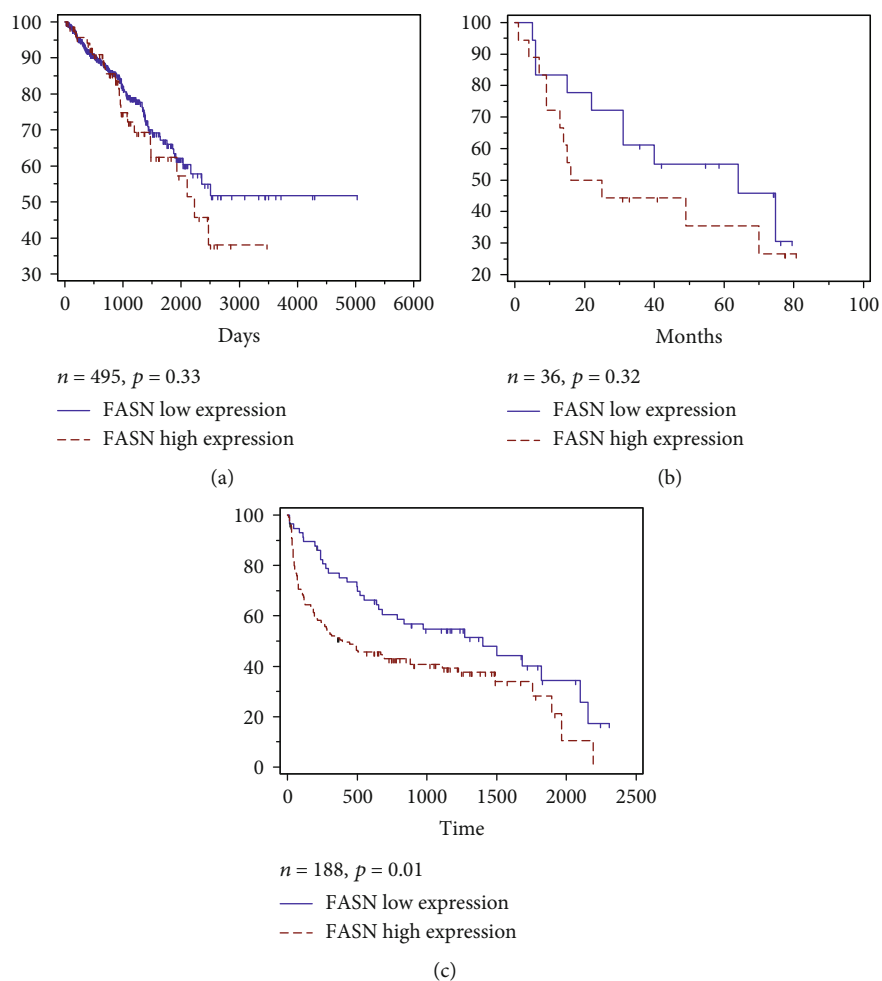 100
90
80
70
60
50
40
30
0 1000 2000 3000 4000 5000 6000
Days
n = 495, p = 0.33
FASN low expression
FASN high expression
(a)
100
90
80
70
60
50
40
30
20
0 20 40 60 80 100
Months
n = 36, p = 0.32
FASN low expression
FASN high expression
(b)
100
80
60
40
20
0
0 500 1000 1500 2000 2500
Time
n = 188, p = 0.01
FASN low expression
FASN high expression
(c)